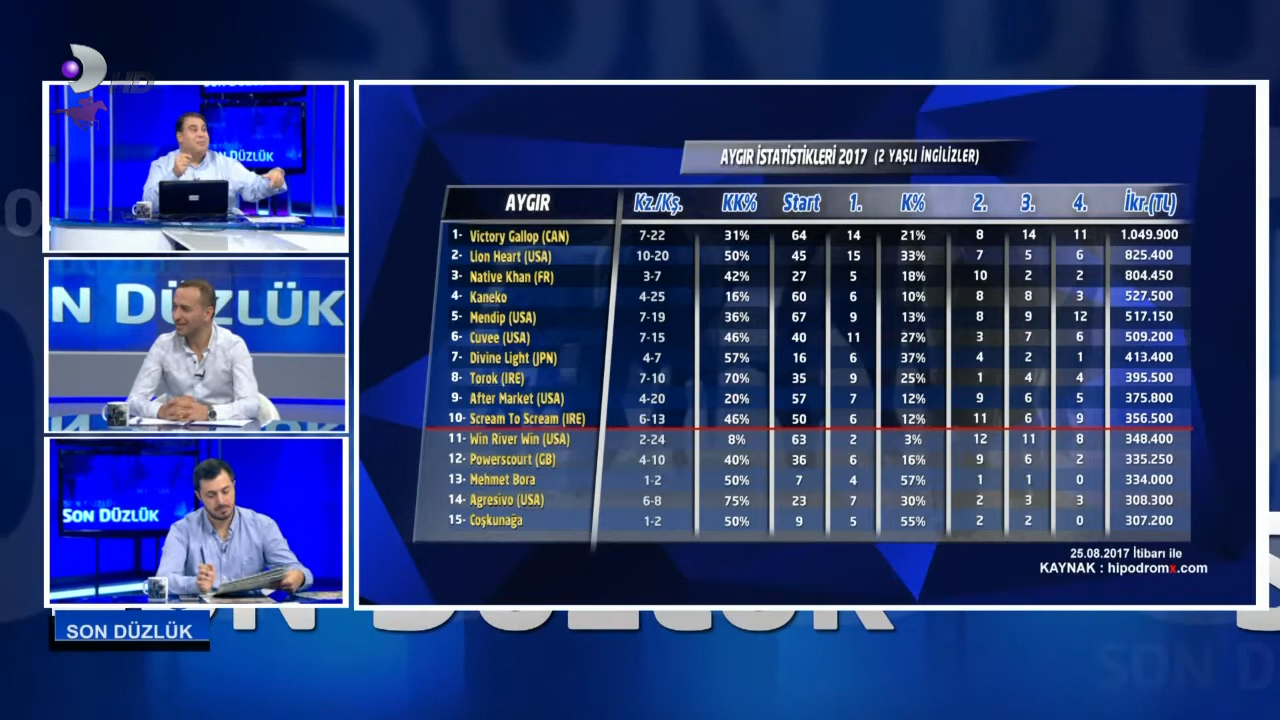 HD
SON DÜZLÜK
N DÜZLÜK
SON DÜZLÜK
SON DÜZLÜK
AYGIR İSTATİSTİKLERİ 2017 (2 YAŞLI İNGİLİZLER)
AYGIR Kz./Kş. KK% Start 1. K% 2. 3. 4. İkr.(TL)
1- Victory Gallop (CAN) 7-22 31% 64 14 21% 8 14 11 1.049.900
2- Lion Heart (USA) 10-20 50% 45 15 33% 7 5 6 825.400
3- Native Khan (FR) 3-7 42% 27 5 18% 10 2 2 804.450
4- Kaneko 4-25 16% 60 6 10% 8 8 3 527.500
5- Mendip (USA) 7-19 36% 67 9 13% 8 9 12 517.150
6- Cuvee (USA) 7-15 46% 40 11 27% 3 7 6 509.200
7- Divine Light (JPN) 4-7 57% 16 6 37% 4 2 1 413.400
8- Torok (IRE) 7-10 70% 35 9 25% 1 4 4 395.500
9- After Market (USA) 4-20 20% 57 7 12% 9 6 5 375.800
10- Scream To Scream (IRE) 6-13 46% 50 6 12% 11 6 9 356.500
11- Win River Win (USA) 2-24 8% 63 2 3% 12 11 8 348.400
12- Powerscourt (GB) 4-10 40% 36 6 16% 9 6 2 335.250
13- Mehmet Bora 1-2 50% 7 4 57% 1 1 0 334.000
14- Agresivo (USA) 6-8 75% 23 7 30% 2 3 3 308.300
15- Coşkunağa 1-2 50% 9 5 55% 2 2 0 307.200
25.08.2017 İtibarı ile
KAYNAK : hipodromx.com